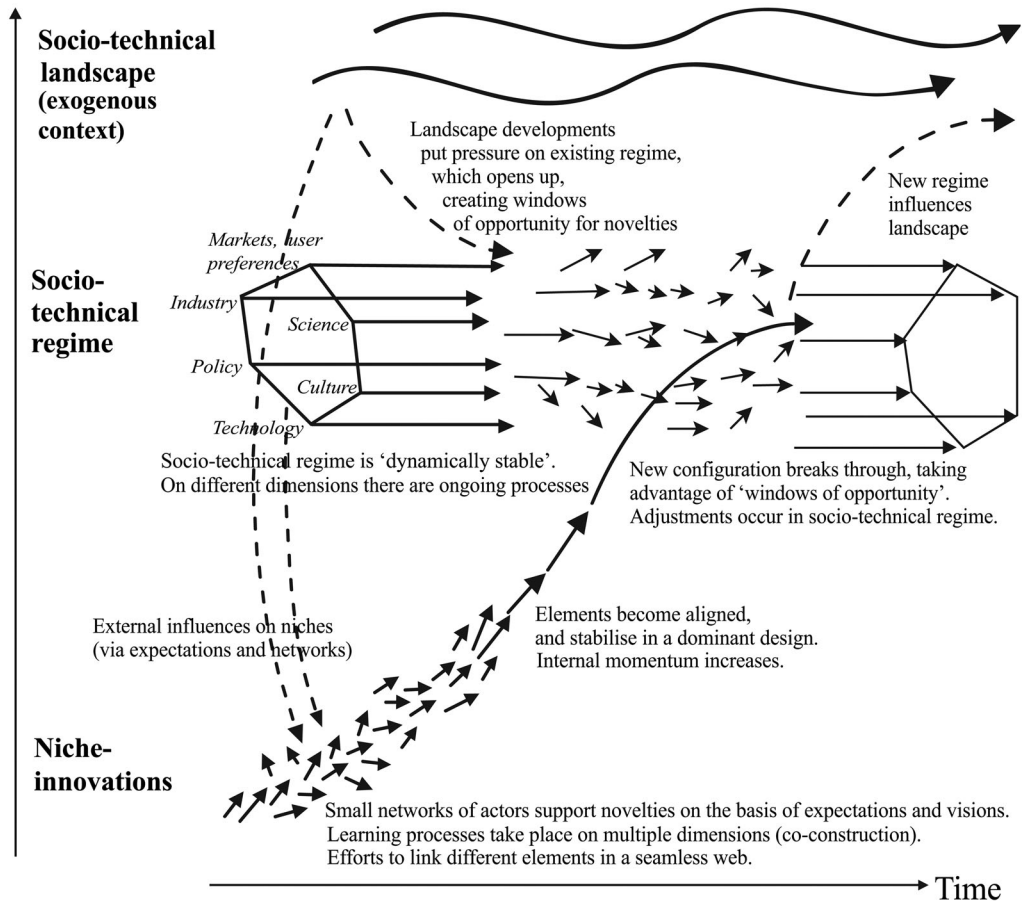 Socio-technical
landscape
(exogenous
context)
Landscape developments
put pressure on existing regime,
which opens up,
creating windows
of opportunity for novelties
New regime
influences
landscape
Markets, user
preferences
Industry
Science
Policy
Culture
Technology
Socio-
technical
regime
Socio-technical regime is ‘dynamically stable’.
On different dimensions there are ongoing processes
New configuration breaks through, taking
advantage of ‘windows of opportunity’.
Adjustments occur in socio-technical regime.
External influences on niches
(via expectations and networks)
Elements become aligned,
and stabilise in a dominant design.
Internal momentum increases.
Niche-
innovations
Small networks of actors support novelties on the basis of expectations and visions.
Learning processes take place on multiple dimensions (co-construction).
Efforts to link different elements in a seamless web.
Time